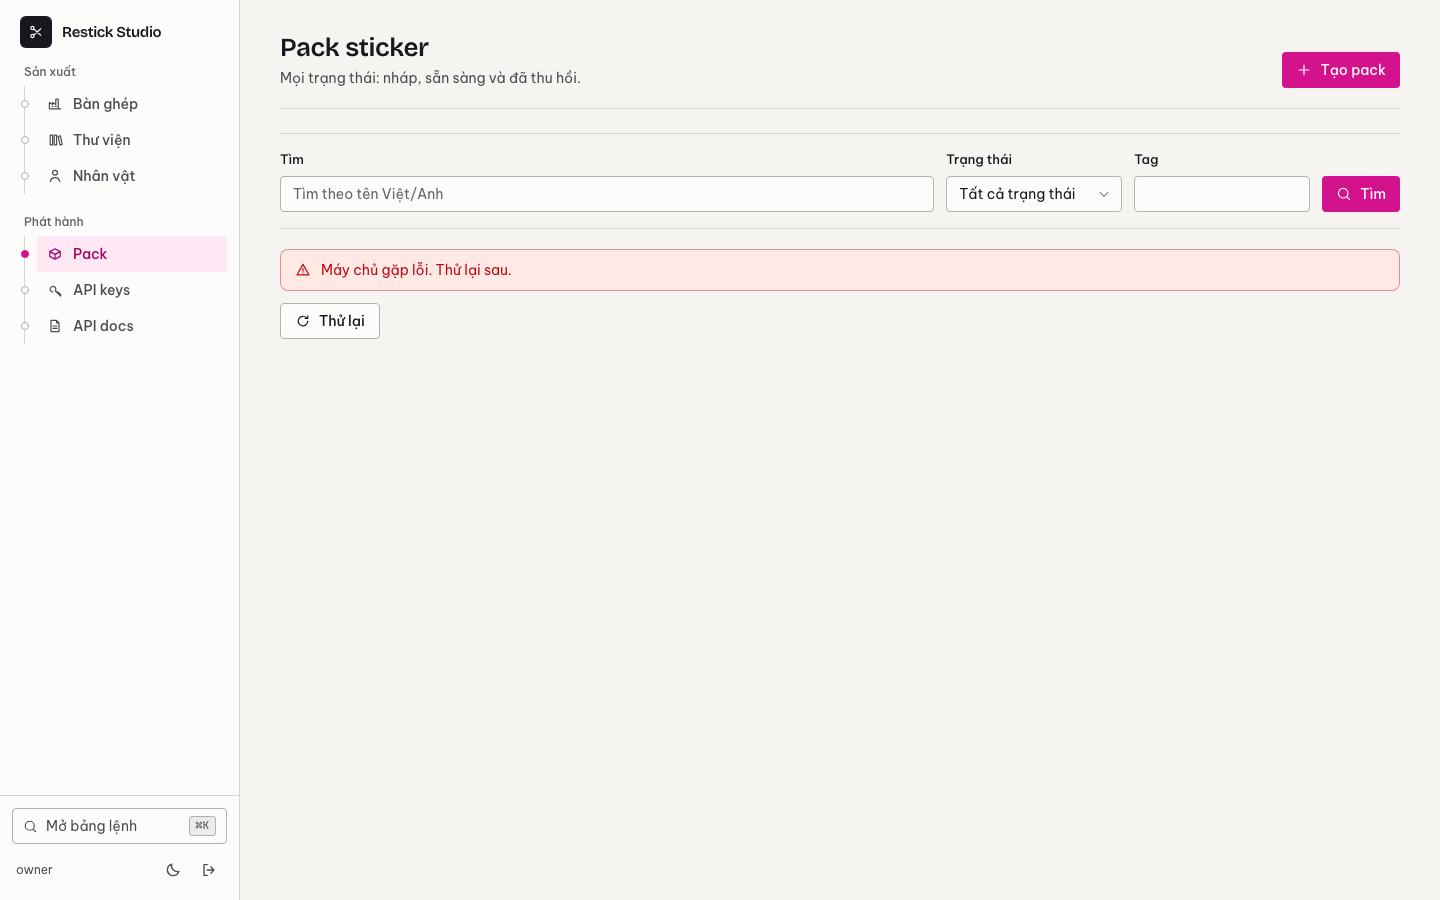 Restick Studio
Sản xuất
Bàn ghép
Thư viện
Nhân vật
Phát hành
Pack
API keys
API docs
Mở bảng lệnh
⌘K
owner
Pack sticker
Mọi trạng thái: nháp, sẵn sàng và đã thu hồi.
Tạo pack
Tìm
Trạng thái
Tag
Tìm theo tên Việt/Anh
Tất cả trạng thái
Tìm
Máy chủ gặp lỗi. Thử lại sau.
Thử lại